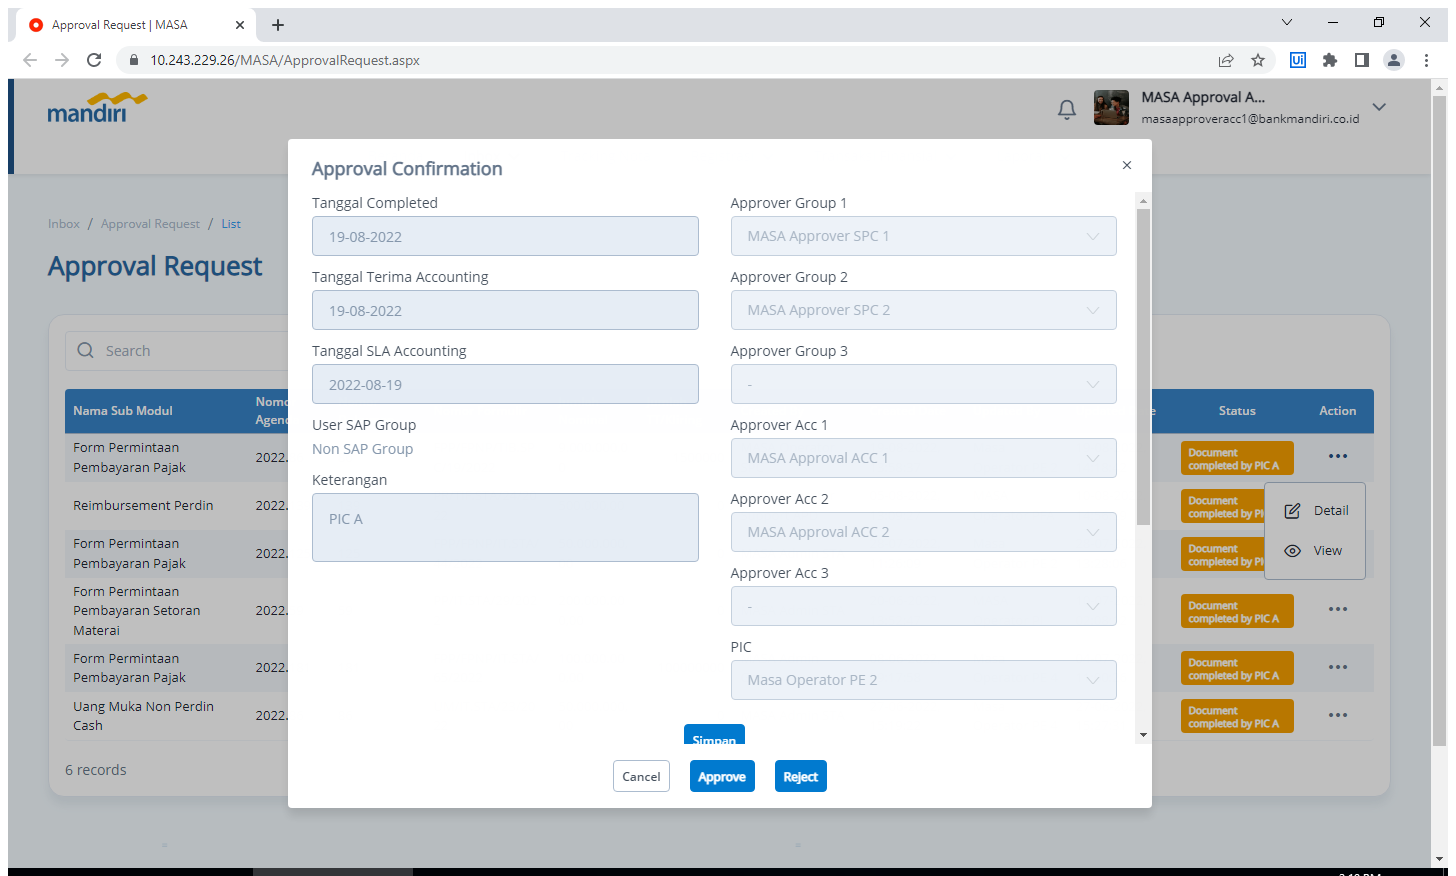 Approval Request | MASA
10.243.229.26/MASA/ApprovalRequest.aspx
Ui
mandiri
MASA Approval A...
masaapproveracc1@bankmandiri.co.id
Inbox / Approval Request / List
Approval Request
Search
Nama Sub Modul
Status
Action
Form Permintaan
Pembayaran Pajak
2022.
Document
completed by PIC A
Reimbursement Perdin
2022.
Document
completed by
Form Permintaan
Pembayaran Pajak
2022.
Document
completed by
Form Permintaan
Pembayaran Setoran
Materai
2022.
Document
completed by PIC A
Form Permintaan
Pembayaran Pajak
2022.
Document
completed by PIC A
Uang Muka Non Perdin
Cash
2022.
Document
completed by PIC A
6 records
Detail
View
Approval Confirmation
Tanggal Completed
19-08-2022
Tanggal Terima Accounting
19-08-2022
Tanggal SLA Accounting
2022-08-19
User SAP Group
Non SAP Group
Keterangan
PIC A
Approver Group 1
MASA Approver SPC 1
Approver Group 2
MASA Approver SPC 2
Approver Group 3
-
Approver Acc 1
MASA Approval ACC 1
Approver Acc 2
MASA Approval ACC 2
Approver Acc 3
-
PIC
Masa Operator PE 2
Simpan
Cancel
Approve
Reject